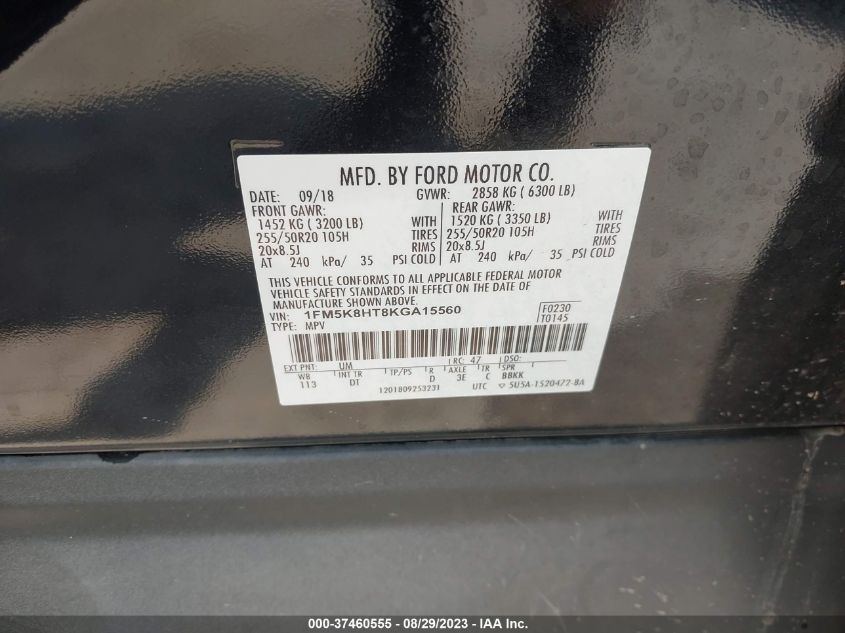 MFD. BY FORD MOTOR CO.
DATE: 09/18 GVWR: 2858 KG ( 6300 LB)
FRONT GAWR: REAR GAWR:
1452 KG ( 3200 LB) WITH 1520 KG ( 3350 LB) WITH
255/50R20 105H TIRES 255/50R20 105H TIRES
20x8.5J RIMS 20x8.5J RIMS
AT 240 kPa/ 35 PSI COLD AT 240 kPa/ 35 PSI COLD
THIS VEHICLE CONFORMS TO ALL APPLICABLE FEDERAL MOTOR
VEHICLE SAFETY STANDARDS IN EFFECT ON THE DATE OF
MANUFACTURE SHOWN ABOVE.
VIN: 1FM5K8HT8KGA15560 F0230
TYPE: MPV T0145
EXT PNT: UM RC: 47 DSO:
WB INT TR TP/PS R AXLE TR SPR
113 DT D 3E C BBKK
120180925323 UTC 5U5A-1520472-BA
000-37460555 - 08/29/2023 - IAA Inc.